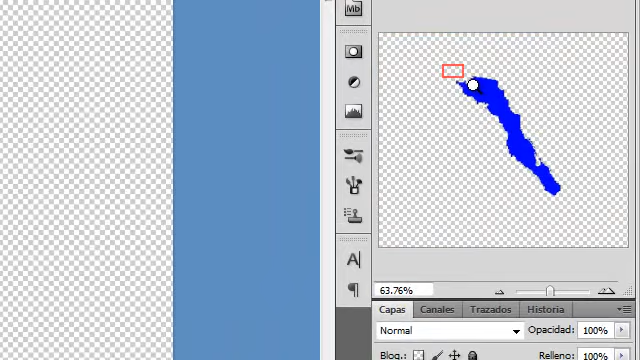 Mb
A|
¶
63.76%
Capas Canales Trazados Historia
Normal Opacidad: 100%
Bloq.: Relleno: 100%